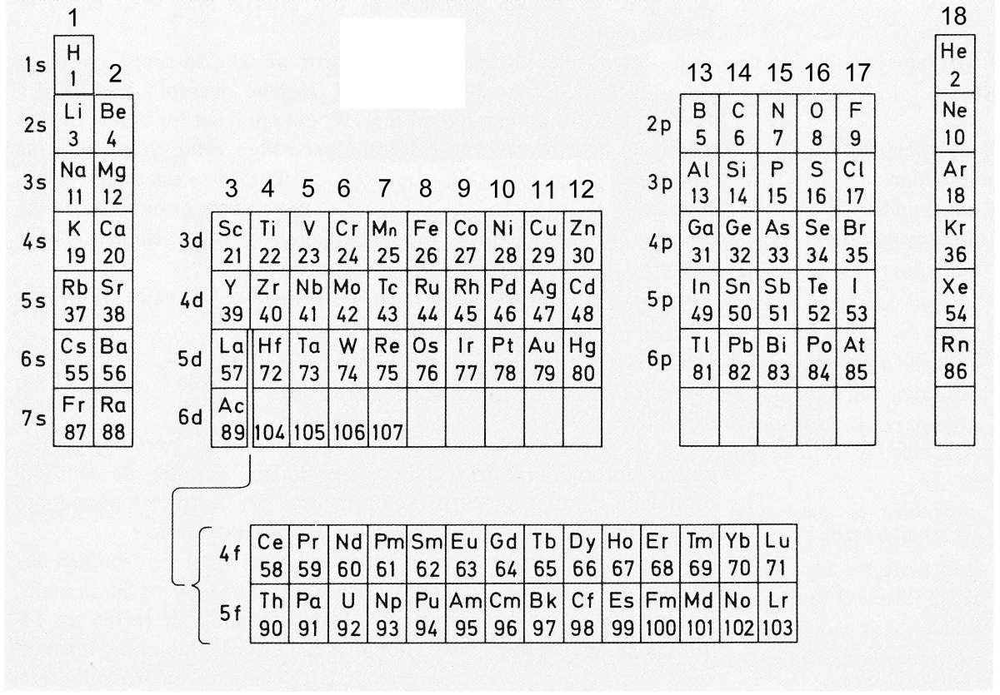 1 18
1s H He
1 2 13 14 15 16 17 2
2s Li Be 2p B C N O F Ne
3 4 5 6 7 8 9 10
3s Na Mg 3 4 5 6 7 8 9 10 11 12 3p Al Si P S Cl Ar
11 12 13 14 15 16 17 18
4s K Ca 3d Sc Ti V Cr Mn Fe Co Ni Cu Zn 4p Ga Ge As Se Br Kr
19 20 21 22 23 24 25 26 27 28 29 30 31 32 33 34 35 36
5s Rb Sr 4d Y Zr Nb Mo Tc Ru Rh Pd Ag Cd 5p In Sn Sb Te I Xe
37 38 39 40 41 42 43 44 45 46 47 48 49 50 51 52 53 54
6s Cs Ba 5d La Hf Ta W Re Os Ir Pt Au Hg 6p Tl Pb Bi Po At Rn
55 56 57 72 73 74 75 76 77 78 79 80 81 82 83 84 85 86
7s Fr Ra 6d Ac
87 88 89 104 105 106 107
4f Ce Pr Nd Pm Sm Eu Gd Tb Dy Ho Er Tm Yb Lu
58 59 60 61 62 63 64 65 66 67 68 69 70 71
5f Th Pa U Np Pu Am Cm Bk Cf Es Fm Md No Lr
90 91 92 93 94 95 96 97 98 99 100 101 102 103